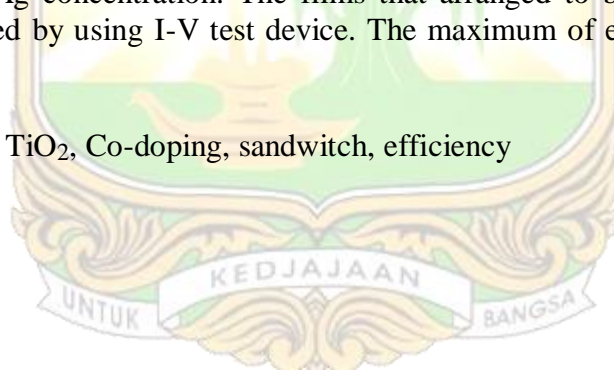 Ag concentration. The films that arranged to
ed by using I-V test device. The maximum of
TiO₂, Co-doping, sandwitch, efficiency
KEDJAJAAN
UNTUK
BANGSA